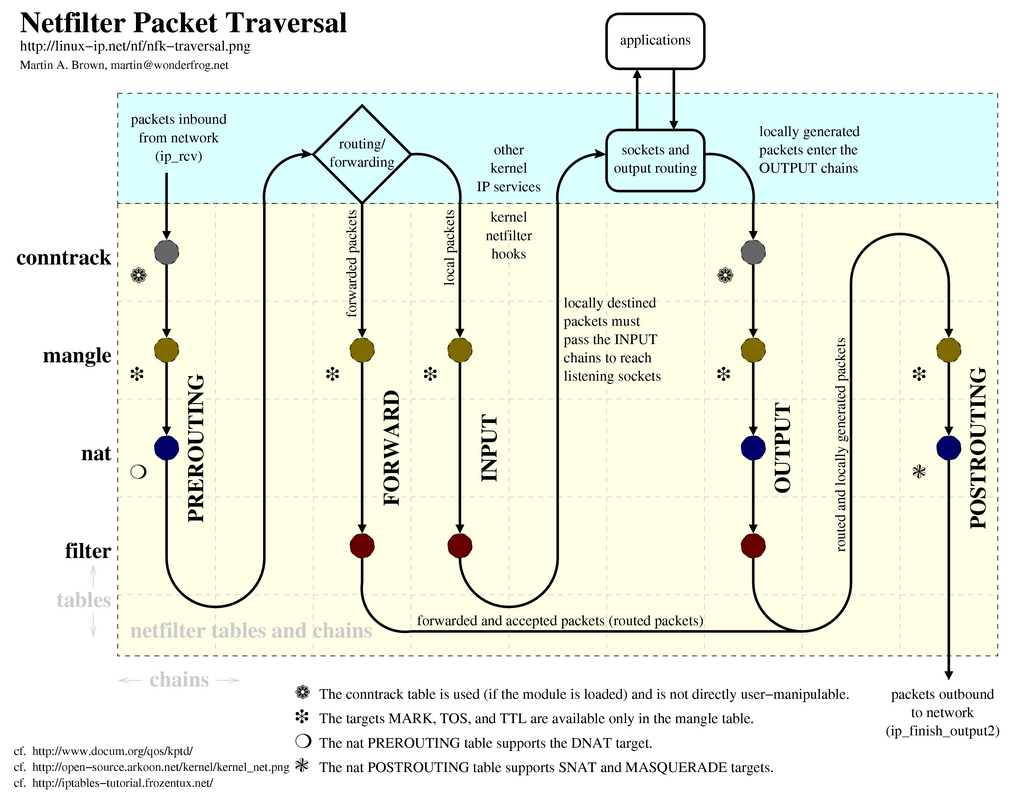 Netfilter Packet Traversal
http://linux−ip.net/nf/nfk−traversal.png
Martin A. Brown, martin@wonderfrog.net
applications
packets inbound
from network
(ip_rcv)
routing/
forwarding
other
kernel
IP services
sockets and
output routing
locally generated
packets enter the
OUTPUT chains
kernel
netfilter
hooks
forwarded packets
local packets
conntrack
mangle
nat
filter
tables
locally destined
packets must
pass the INPUT
chains to reach
listening sockets
PREROUTING
FORWARD
INPUT
OUTPUT
routed and locally generated packets
POSTROUTING
forwarded and accepted packets (routed packets)
netfilter tables and chains
chains
The conntrack table is used (if the module is loaded) and is not directly user−manipulable.
The targets MARK, TOS, and TTL are available only in the mangle table.
The nat PREROUTING table supports the DNAT target.
The nat POSTROUTING table supports SNAT and MASQUERADE targets.
packets outbound
to network
(ip_finish_output2)
cf. http://www.docum.org/qos/kptd/
cf. http://open−source.arkoon.net/kernel/kernel_net.png
cf. http://iptables−tutorial.frozentux.net/